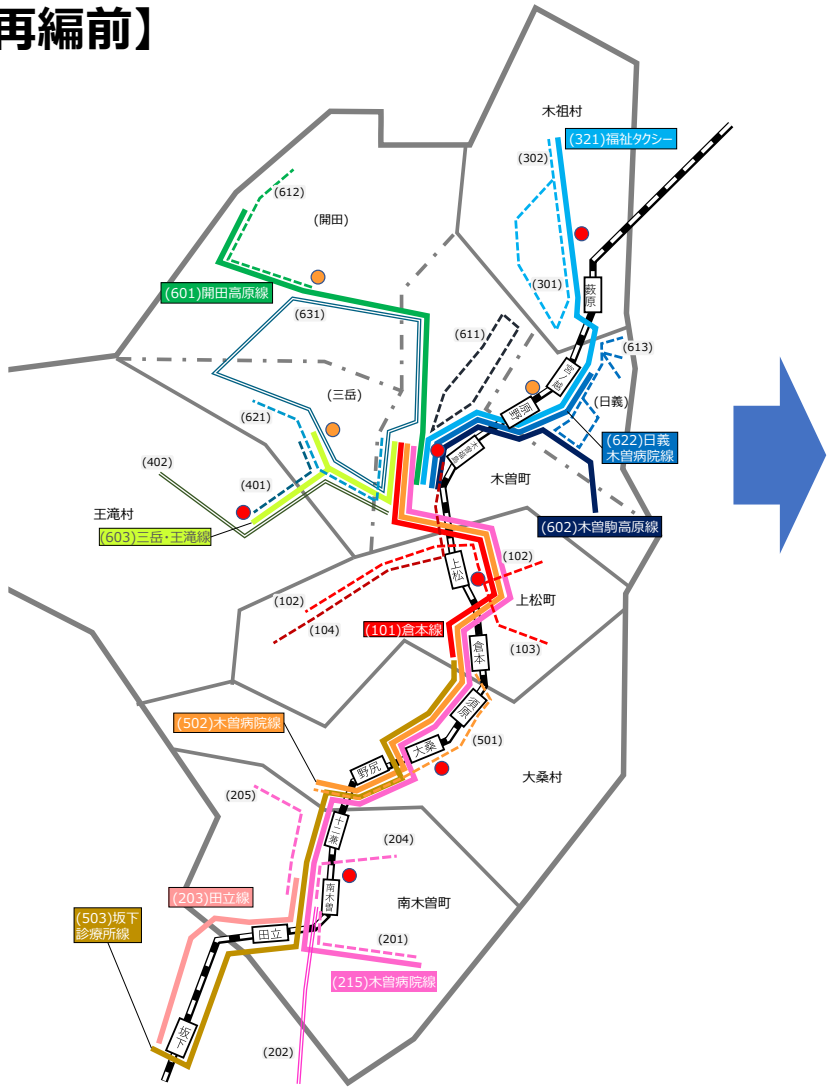 再編前】
木祖村
(321)福祉タクシー
(302)
(612)
(開田)
(301)
(601)開田高原線
藪原
(631)
(611)
(613)
宮ノ越
(三岳)
(日義)
原野
(621)
(622)日義
木曽病院線
木曽福島
(402)
木曽町
(401)
王滝村
(602)木曽駒高原線
(603)三岳・王滝線
(102)
上松
(102)
上松町
(104)
(101)倉本線
(103)
倉本
須原
(502)木曽病院線
(501)
大桑
野尻
大桑村
(205)
十二兼
(204)
(203)田立線
南木曽
南木曽町
(503)坂下
診療所線
田立
(201)
(215)木曽病院線
坂下
(202)